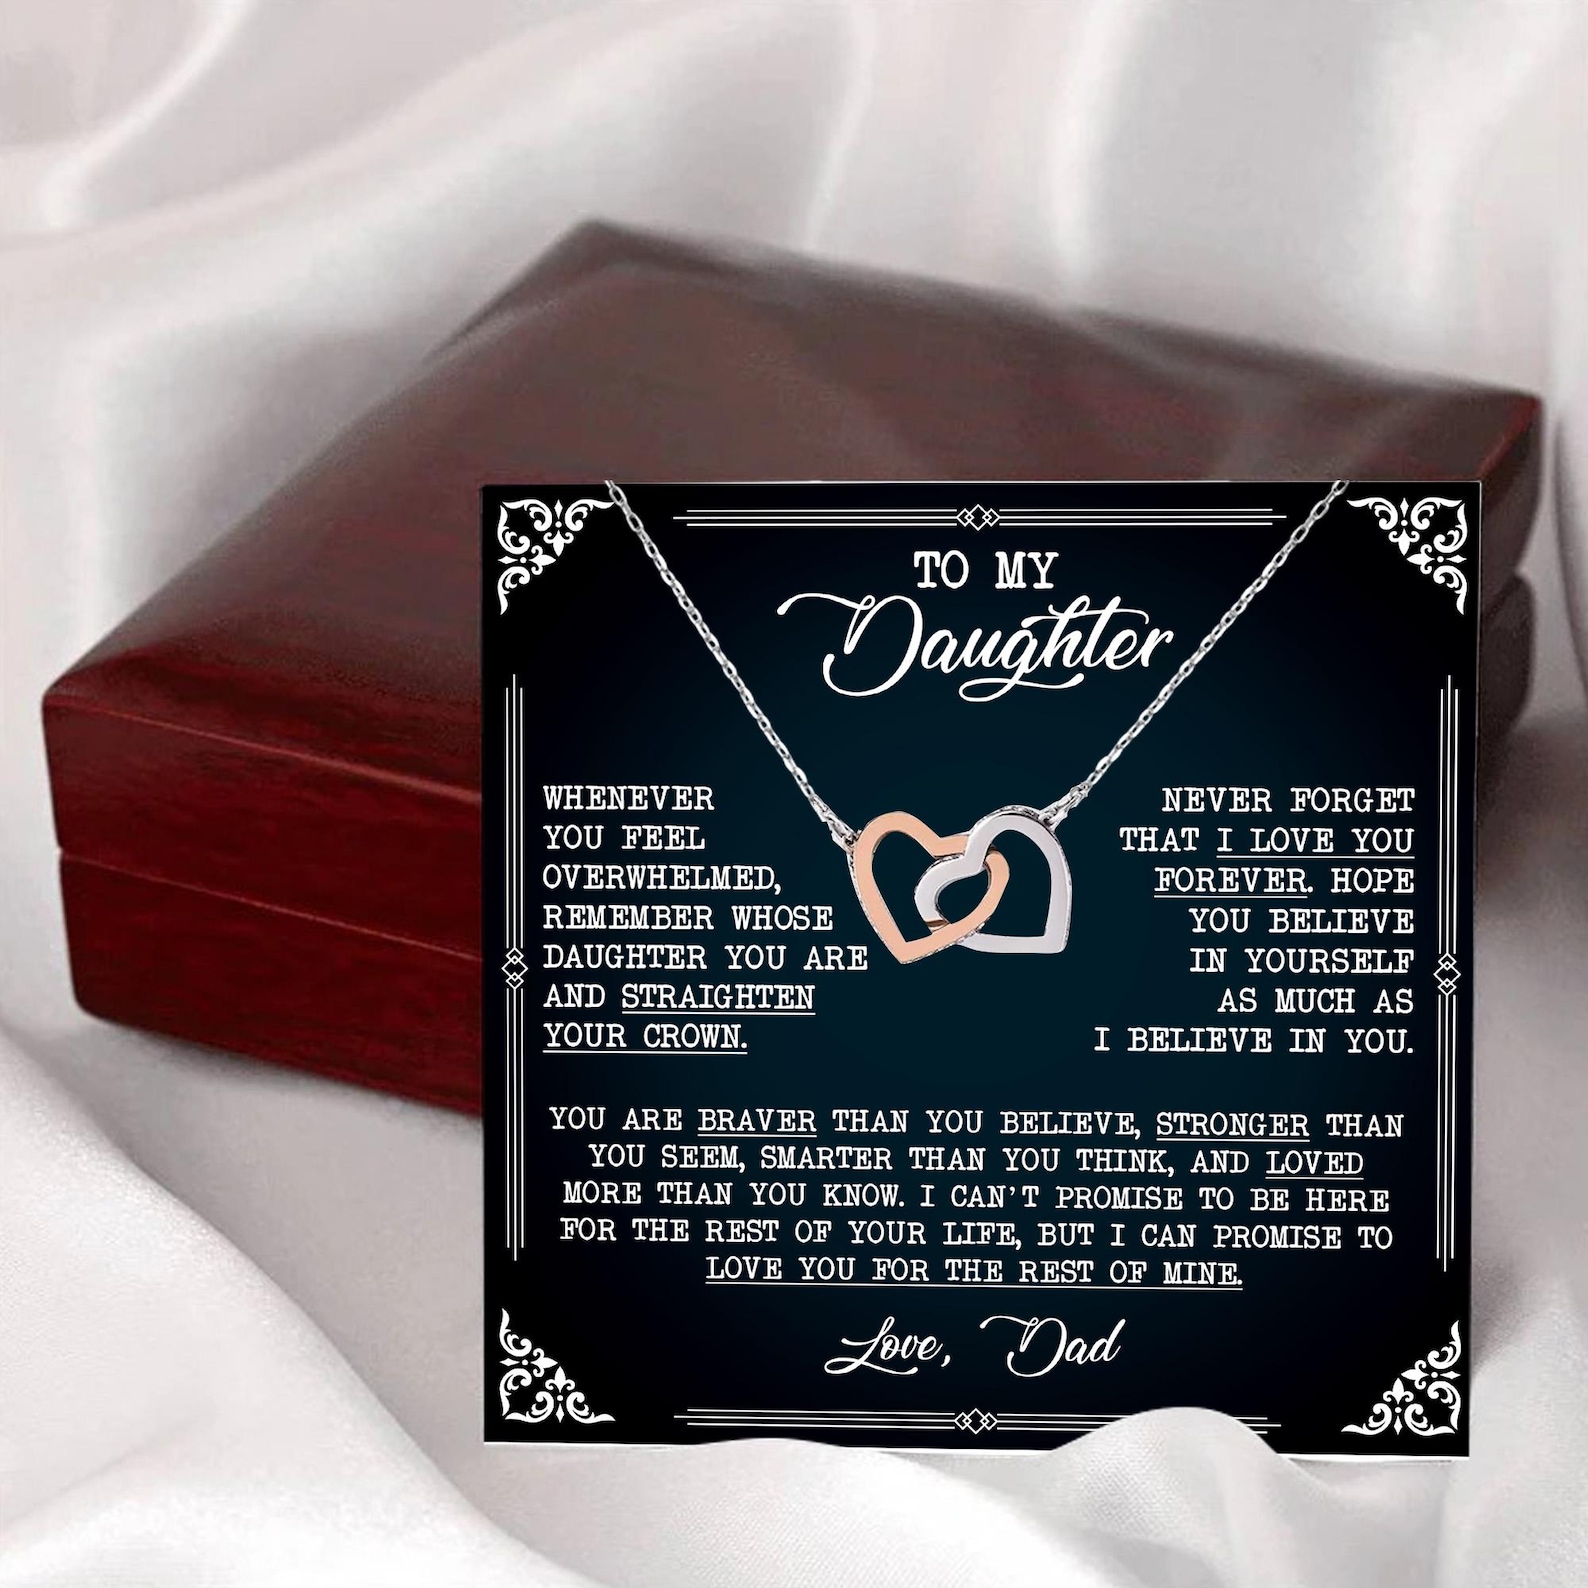 TO MY
Daughter
WHENEVER
YOU FEEL
OVERWHELMED,
REMEMBER WHOSE
DAUGHTER YOU ARE
AND STRAIGHTEN
YOUR CROWN.
NEVER FORGET
THAT I LOVE YOU
FOREVER. HOPE
YOU BELIEVE
IN YOURSELF
AS MUCH AS
I BELIEVE IN YOU.
YOU ARE BRAVER THAN YOU BELIEVE, STRONGER THAN
YOU SEEM, SMARTER THAN YOU THINK, AND LOVED
MORE THAN YOU KNOW. I CAN'T PROMISE TO BE HERE
FOR THE REST OF YOUR LIFE, BUT I CAN PROMISE TO
LOVE YOU FOR THE REST OF MINE.
Love, Dad